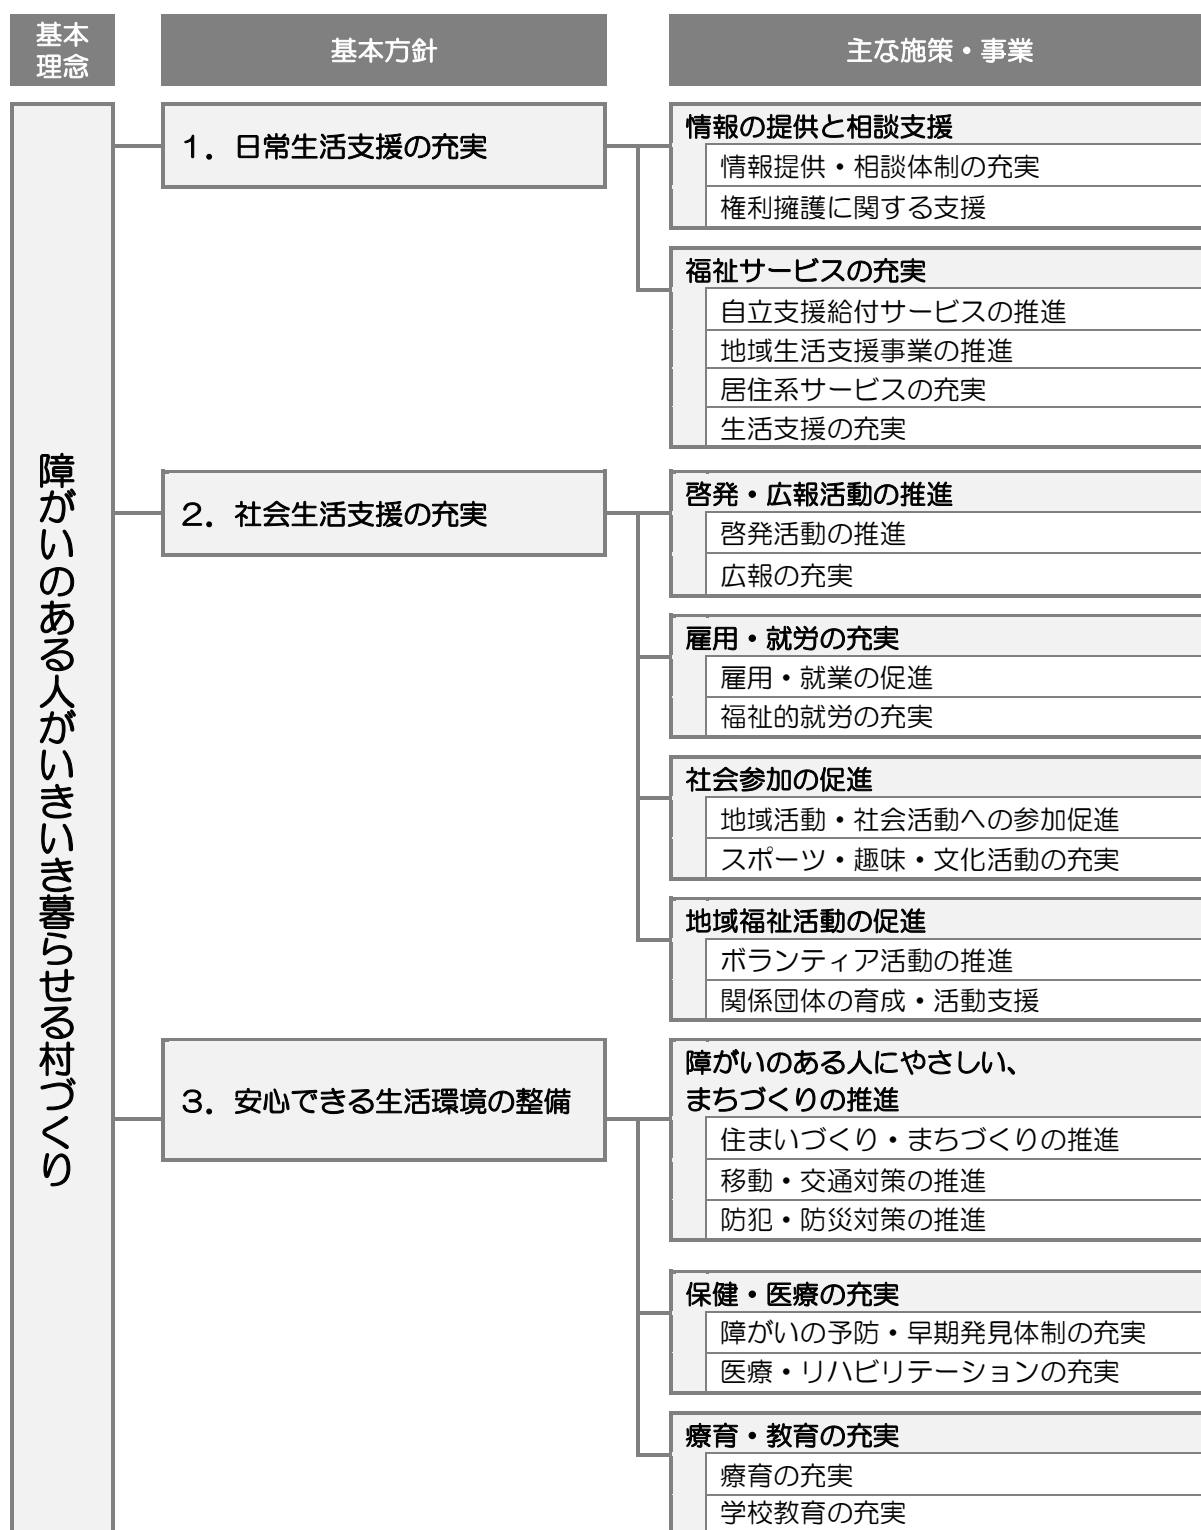 基本
理念
基本方針
主な施策・事業
障がいのある人がいきいき暮らせる村づくり
1．日常生活支援の充実
情報の提供と相談支援
情報提供・相談体制の充実
権利擁護に関する支援
福祉サービスの充実
自立支援給付サービスの推進
地域生活支援事業の推進
居住系サービスの充実
生活支援の充実
2．社会生活支援の充実
啓発・広報活動の推進
啓発活動の推進
広報の充実
雇用・就労の充実
雇用・就業の促進
福祉的就労の充実
社会参加の促進
地域活動・社会活動への参加促進
スポーツ・趣味・文化活動の充実
地域福祉活動の促進
ボランティア活動の推進
関係団体の育成・活動支援
3．安心できる生活環境の整備
障がいのある人にやさしい、
まちづくりの推進
住まいづくり・まちづくりの推進
移動・交通対策の推進
防犯・防災対策の推進
保健・医療の充実
障がいの予防・早期発見体制の充実
医療・リハビリテーションの充実
療育・教育の充実
療育の充実
学校教育の充実